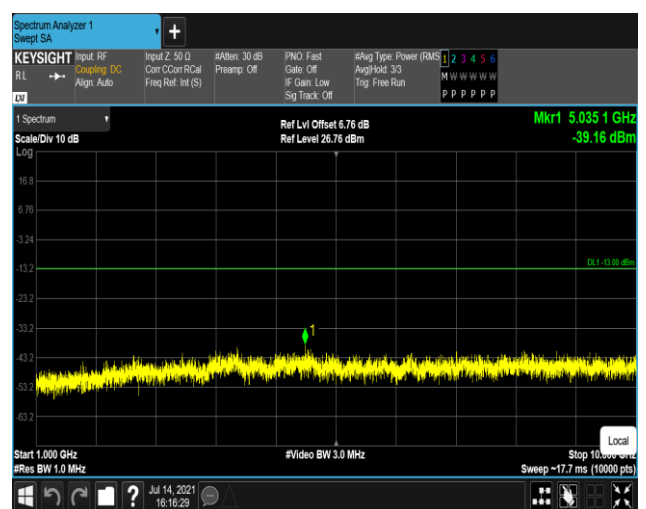 Spectrum Analyzer 1
Swept SA
+
KEYSIGHT
RL
LXI
Input: RF
Coupling: DC
Align: Auto
Input Z: 50 Ω
Corr CCorr RCal
Freq Ref: Int (S)
#Atten: 30 dB
Preamp: Off
PNO: Fast
Gate: Off
IF Gain: Low
Sig Track: Off
#Avg Type: Power (RMS
Avg|Hold: 3/3
Trig: Free Run
1 2 3 4 5 6
M W W W W W
P P P P P P
1 Spectrum
Scale/Div 10 dB
Log
Ref Lvl Offset 6.76 dB
Ref Level 26.76 dBm
Mkr1 5.035 1 GHz
-39.16 dBm
16.8
6.76
-3.24
-13.2
DL1 -13.00 dBm
-23.2
-33.2
1
-43.2
-53.2
-63.2
Local
Start 1.000 GHz
#Res BW 1.0 MHz
#Video BW 3.0 MHz
Stop 10.000 GHz
Sweep ~17.7 ms (10000 pts)
?
Jul 14, 2021
16:16:29